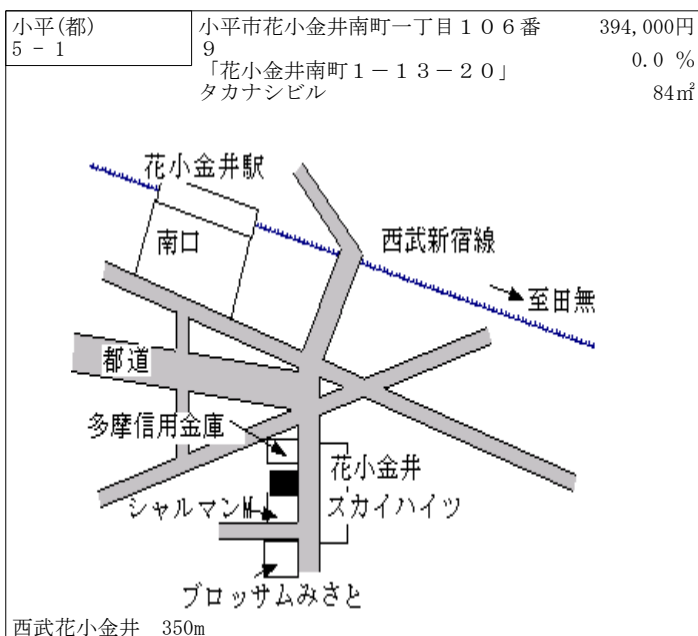 小平(都)
5 － 1
小平市花小金井南町一丁目１０６番
9
「花小金井南町１－１３－２０」
タカナシビル
394,000円
0.0 %
84㎡
花小金井駅
南口
西武新宿線
至田無
都道
多摩信用金庫
花小金井
スカイハイツ
シャルマンM
ブロッサムみさと
西武花小金井　350m